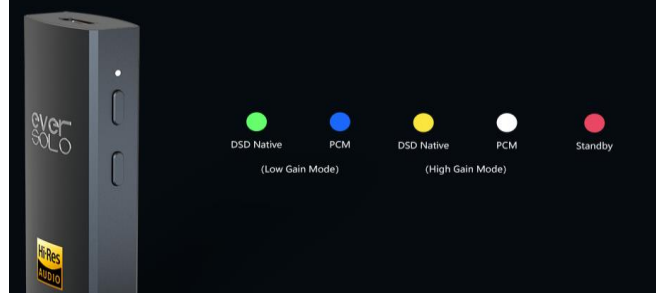 ever
SOLO
Hi-Res
AUDIO
DSD Native PCM DSD Native PCM Standby
(Low Gain Mode) (High Gain Mode)